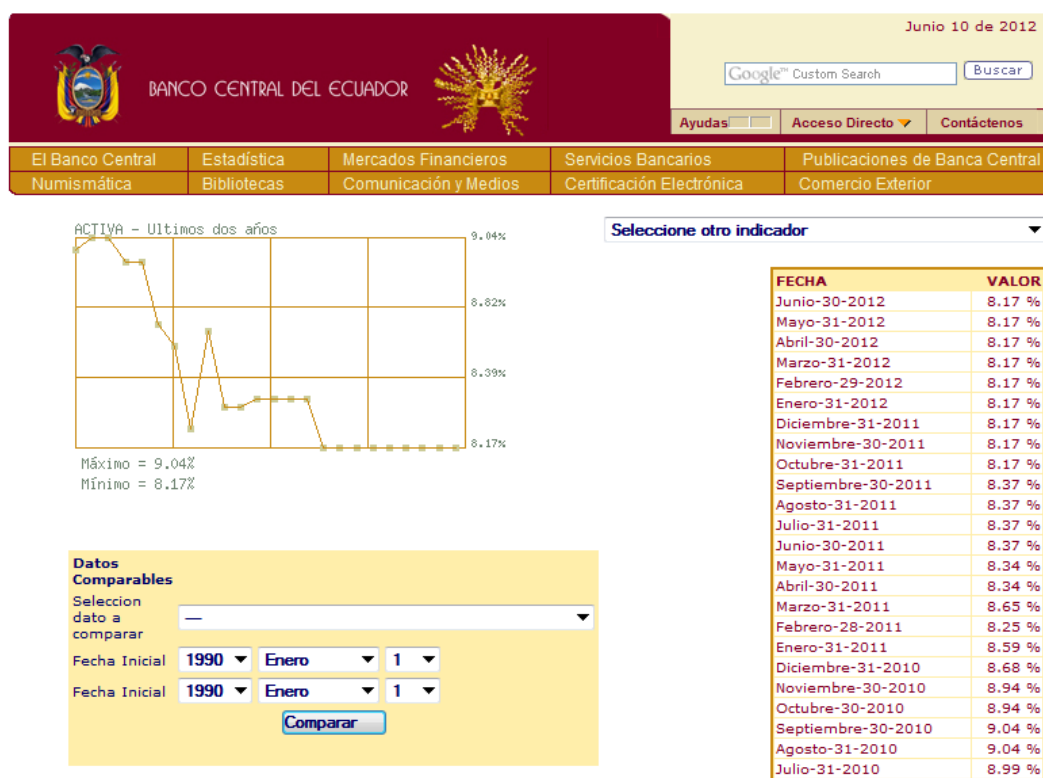 Junio 10 de 2012
BANCO CENTRAL DEL ECUADOR
Google™ Custom Search
Buscar
Ayudas
Acceso Directo
Contáctenos
El Banco Central
Estadística
Mercados Financieros
Servicios Bancarios
Publicaciones de Banca Central
Numismática
Bibliotecas
Comunicación y Medios
Certificación Electrónica
Comercio Exterior
ACTIVA - Ultimos dos años
9.04%
8.82%
8.39%
8.17%
Máximo = 9.04%
Mínimo = 8.17%
Seleccione otro indicador
FECHA VALOR
Junio-30-2012 8.17 %
Mayo-31-2012 8.17 %
Abril-30-2012 8.17 %
Marzo-31-2012 8.17 %
Febrero-29-2012 8.17 %
Enero-31-2012 8.17 %
Diciembre-31-2011 8.17 %
Noviembre-30-2011 8.17 %
Octubre-31-2011 8.17 %
Septiembre-30-2011 8.37 %
Agosto-31-2011 8.37 %
Julio-31-2011 8.37 %
Junio-30-2011 8.37 %
Mayo-31-2011 8.34 %
Abril-30-2011 8.34 %
Marzo-31-2011 8.65 %
Febrero-28-2011 8.25 %
Enero-31-2011 8.59 %
Diciembre-31-2010 8.68 %
Noviembre-30-2010 8.94 %
Octubre-30-2010 8.94 %
Septiembre-30-2010 9.04 %
Agosto-31-2010 9.04 %
Julio-31-2010 8.99 %
Datos
Comparables
Seleccion
dato a
comparar
—
Fecha Inicial 1990 Enero 1
Fecha Inicial 1990 Enero 1
Comparar